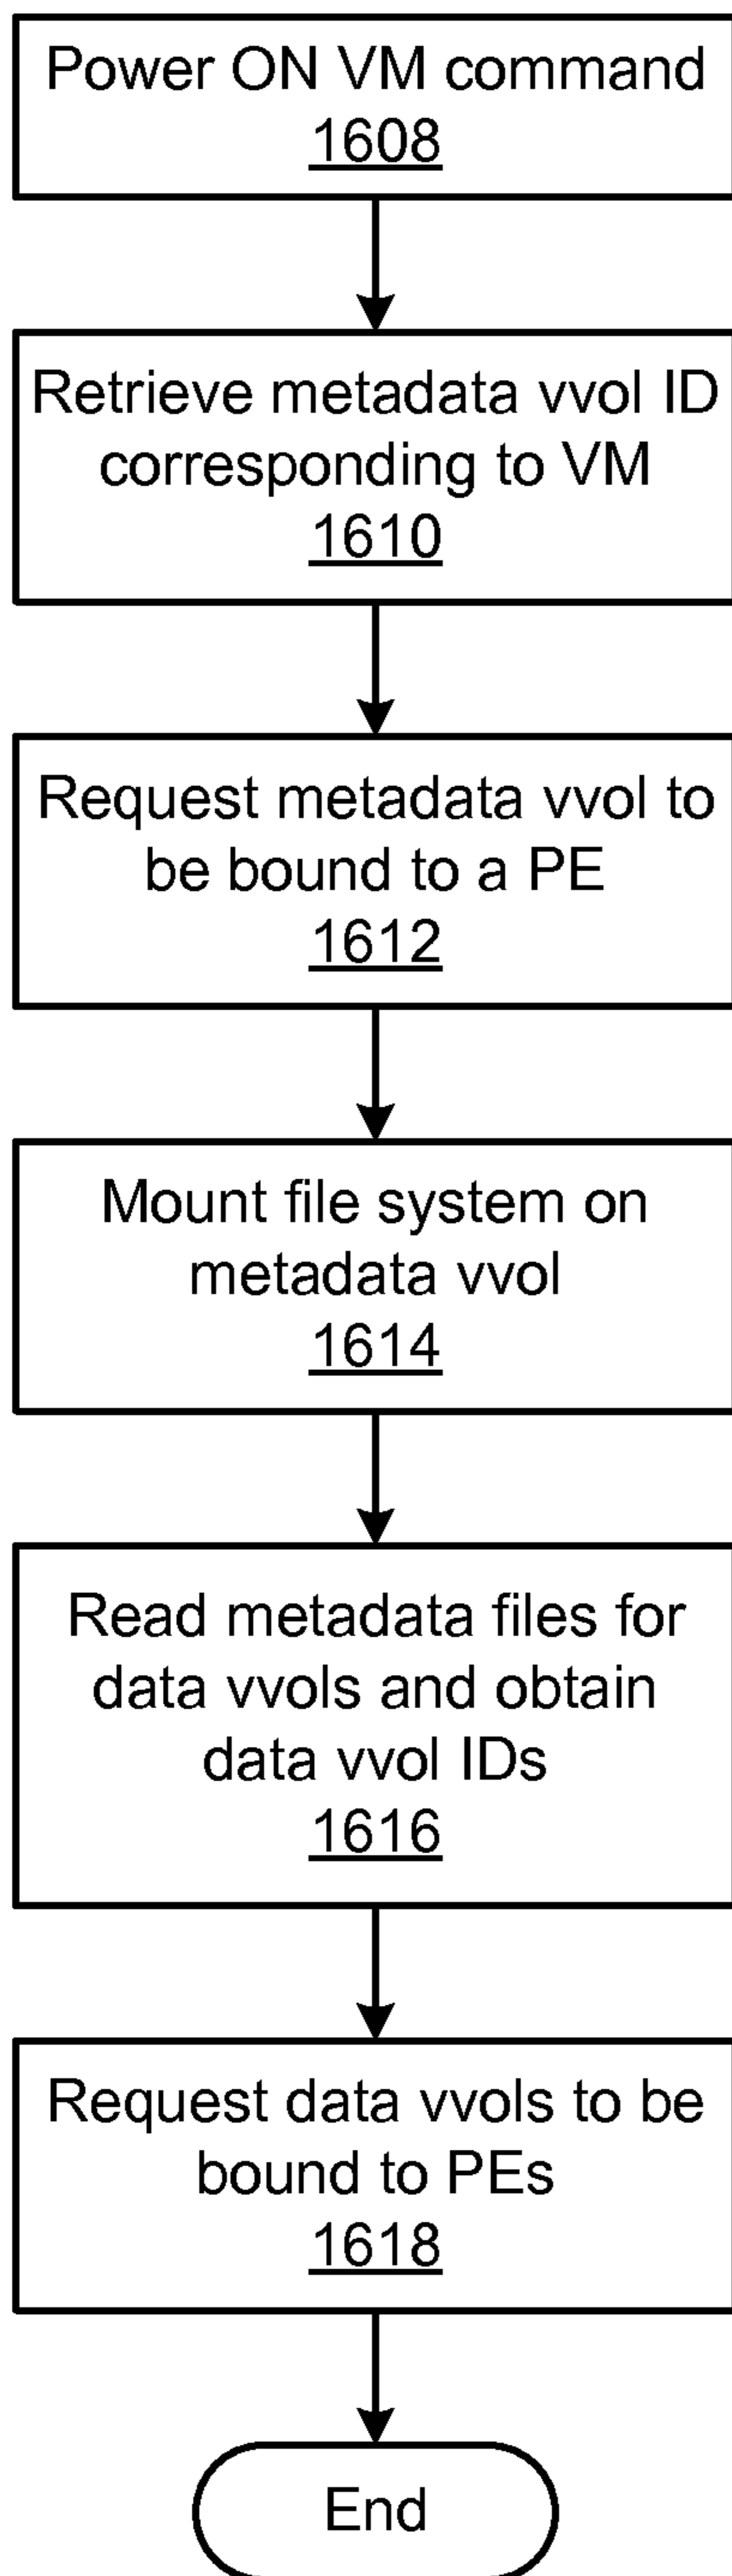 Power ON VM command
1608
Retrieve metadata vvol ID
corresponding to VM
1610
Request metadata vvol to
be bound to a PE
1612
Mount file system on
metadata vvol
1614
Read metadata files for
data vvols and obtain
data vvol IDs
1616
Request data vvols to be
bound to PEs
1618
End